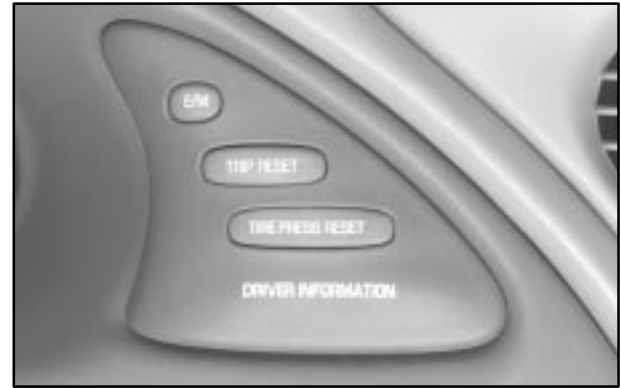 E/M
TRIP RESET
TIRE PRESS RESET
DRIVER INFORMATION